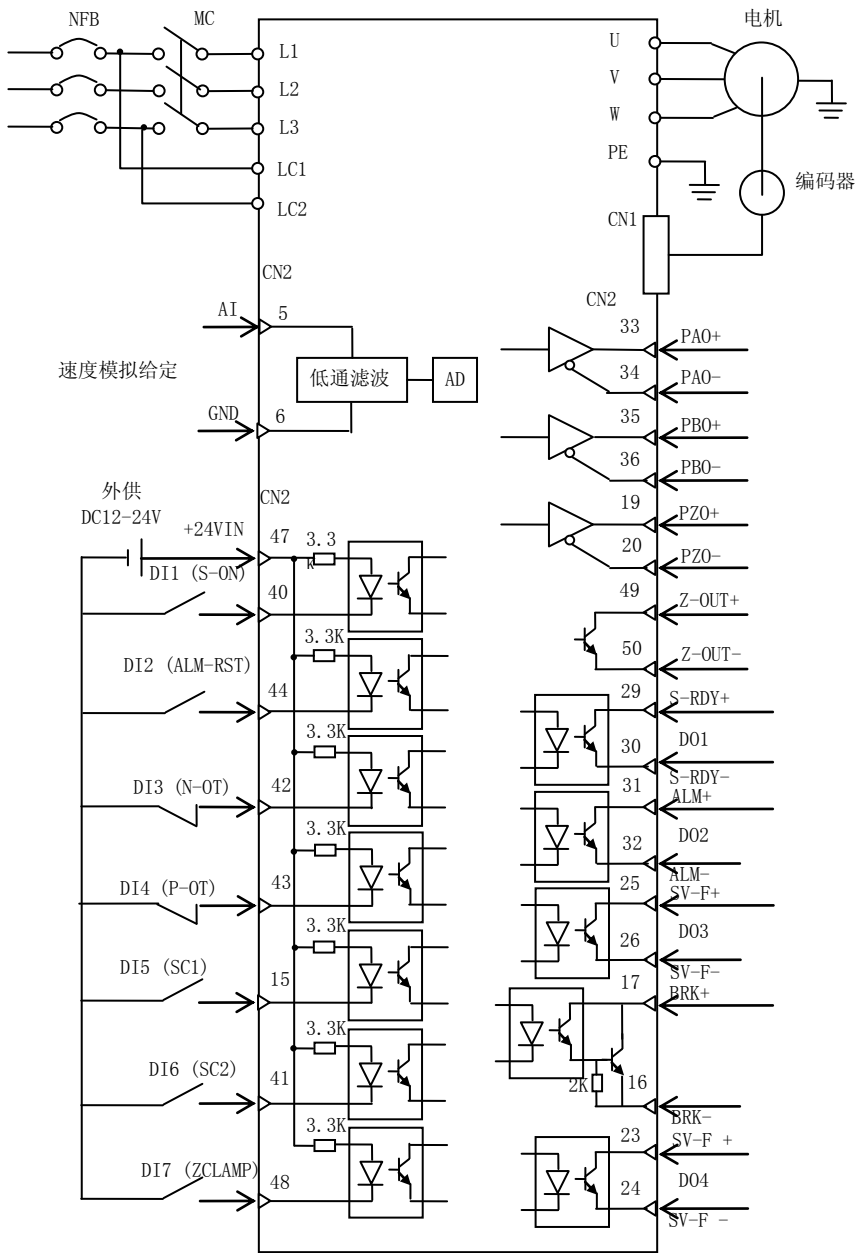 NFB
MC
L1
L2
L3
LC1
LC2
U
V
W
PE
电机
编码器
CN1
CN2
AI
5
速度模拟给定
低通滤波
AD
GND
6
CN2
33
PAO+
34
PAO-
35
PBO+
36
PBO-
19
PZO+
20
PZO-
49
Z-OUT+
50
Z-OUT-
29
S-RDY+
30
DO1
S-RDY-
31
ALM+
32
DO2
ALM-
25
SV-F+
26
DO3
SV-F-
17
BRK+
2K
16
BRK-
23
SV-F +
24
DO4
SV-F -
外供
DC12-24V
+24VIN
CN2
47
3.3
K
DI1 (S-ON)
40
3.3K
DI2 (ALM-RST)
44
3.3K
DI3 (N-OT)
42
3.3K
DI4 (P-OT)
43
3.3K
DI5 (SC1)
15
3.3K
DI6 (SC2)
41
3.3K
DI7 (ZCLAMP)
48